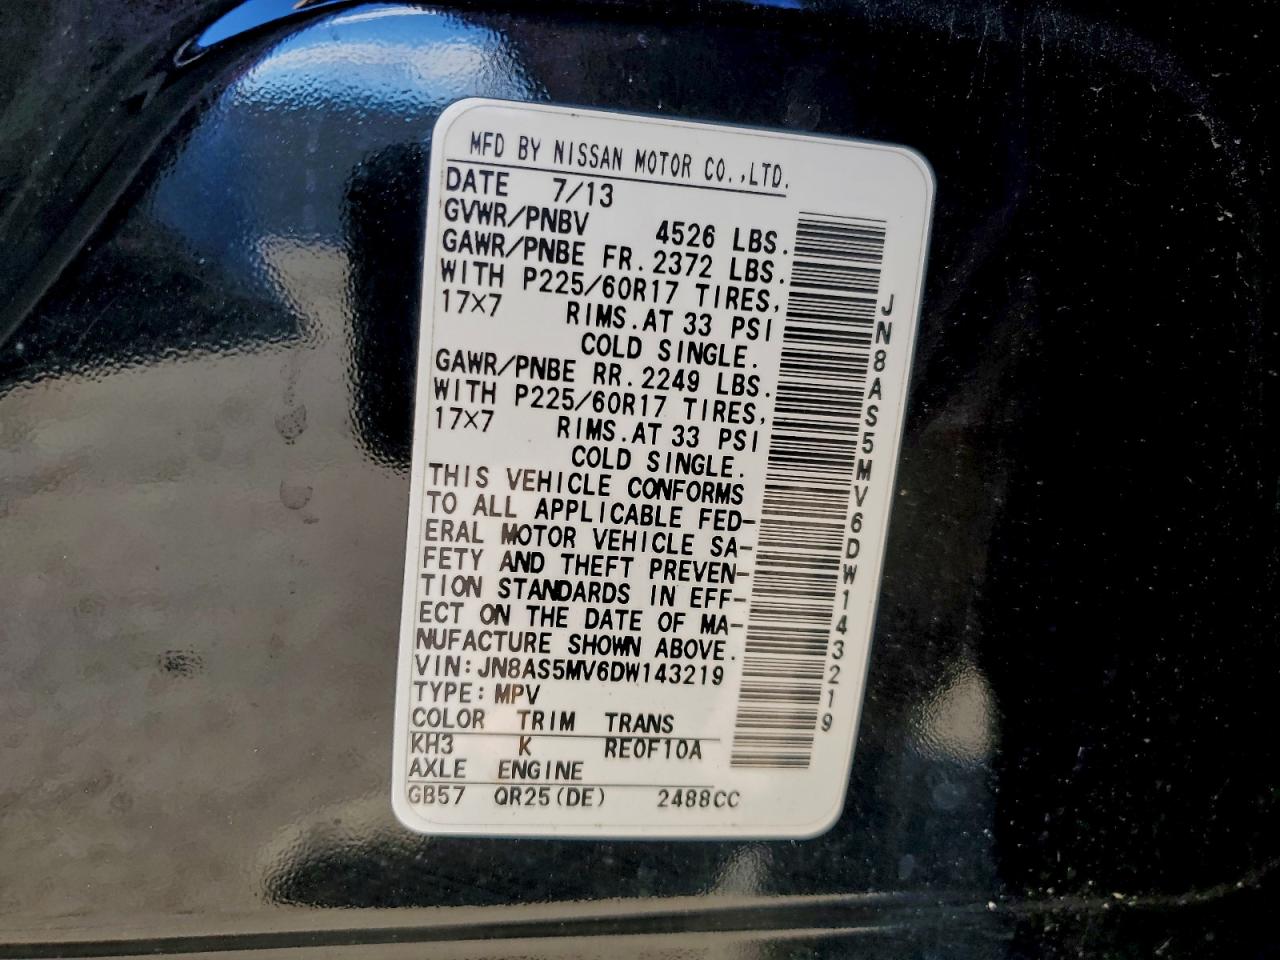 MFD BY NISSAN MOTOR CO.,LTD.
DATE 7/13
GVWR/PNBV 4526 LBS.
GAWR/PNBE FR.2372 LBS.
WITH P225/60R17 TIRES,
17X7 RIMS.AT 33 PSI
COLD SINGLE.
GAWR/PNBE RR.2249 LBS.
WITH P225/60R17 TIRES,
17X7 RIMS.AT 33 PSI
COLD SINGLE.
THIS VEHICLE CONFORMS
TO ALL APPLICABLE FED-
ERAL MOTOR VEHICLE SA-
FETY AND THEFT PREVEN-
TION STANDARDS IN EFF-
ECT ON THE DATE OF MA-
NUFACTURE SHOWN ABOVE.
VIN:JN8AS5MV6DW143219
TYPE:MPV
COLOR TRIM TRANS
KH3 K RE0F10A
AXLE ENGINE
GB57 QR25(DE) 2488CC
JN8AS5MV6DW143219